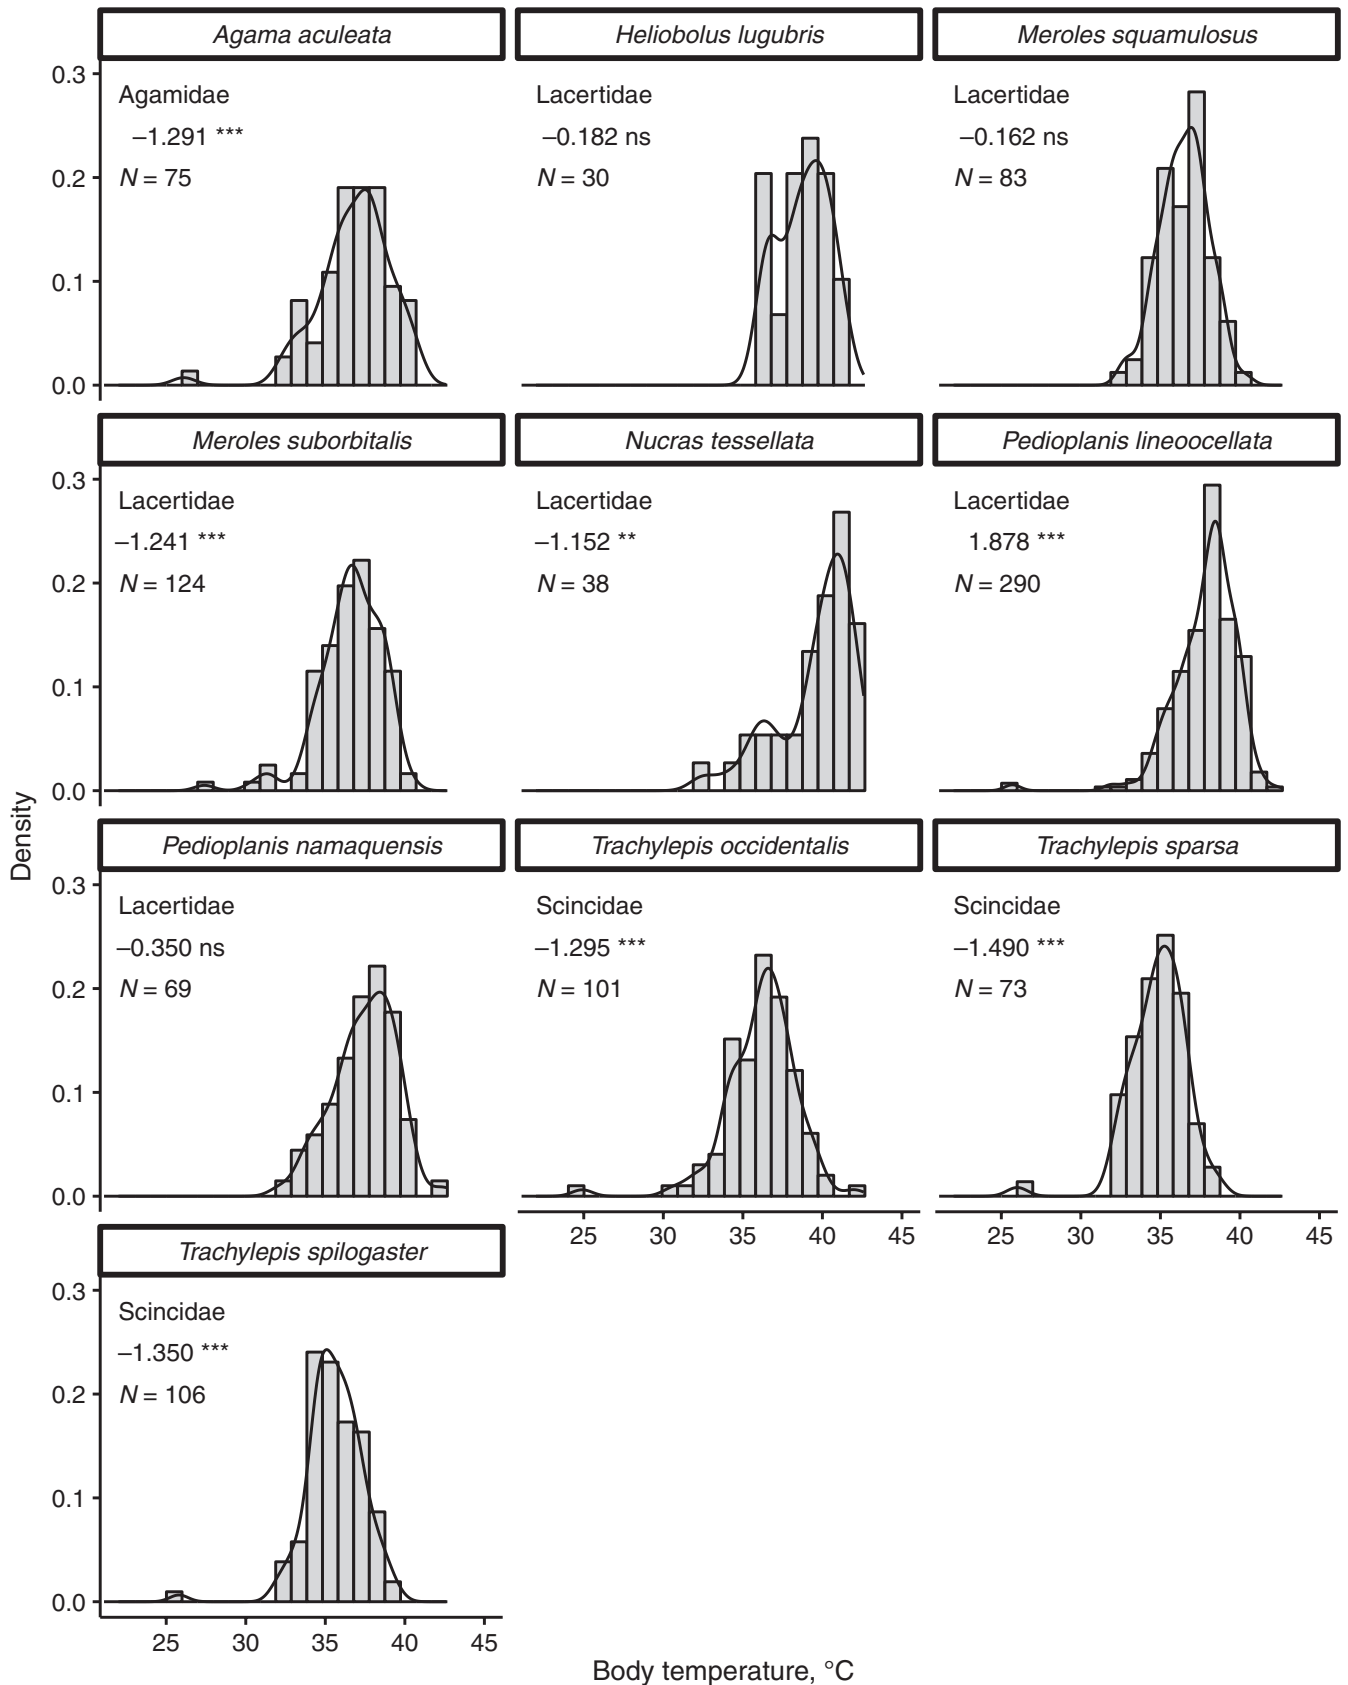 Agama aculeata
Heliobolus lugubris
Meroles squamulosus
0.3
Agamidae
–1.291 ***
N = 75
Lacertidae
–0.182 ns
N = 30
Lacertidae
–0.162 ns
N = 83
0.2
0.1
0.0
Meroles suborbitalis
Nucras tessellata
Pedioplanis lineoocellata
0.3
Lacertidae
–1.241 ***
N = 124
Lacertidae
–1.152 **
N = 38
Lacertidae
1.878 ***
N = 290
0.2
0.1
0.0
Density
Pedioplanis namaquensis
Trachylepis occidentalis
Trachylepis sparsa
0.3
Lacertidae
–0.350 ns
N = 69
Scincidae
–1.295 ***
N = 101
Scincidae
–1.490 ***
N = 73
0.2
0.1
0.0
25 30 35 40 45
25 30 35 40 45
Trachylepis spilogaster
0.3
Scincidae
–1.350 ***
N = 106
0.2
0.1
0.0
25 30 35 40 45
Body temperature, °C